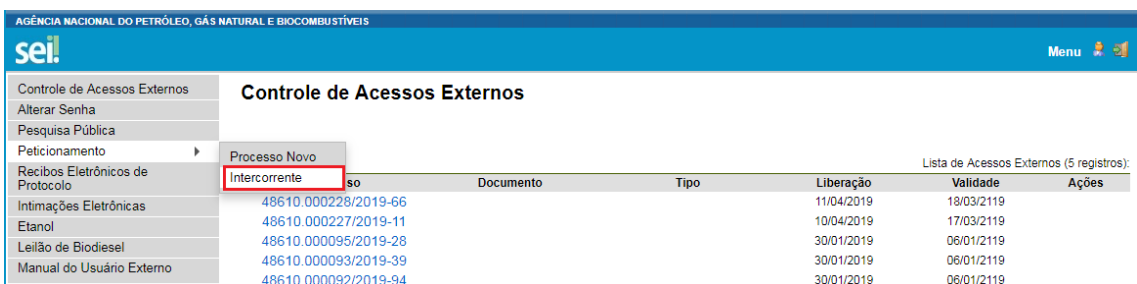 AGÊNCIA NACIONAL DO PETRÓLEO, GÁS NATURAL E BIOCOMBUSTÍVEIS
sei!
Menu
Controle de Acessos Externos
Alterar Senha
Pesquisa Pública
Peticionamento
Recibos Eletrônicos de
Protocolo
Intimações Eletrônicas
Etanol
Leilão de Biodiesel
Manual do Usuário Externo
Processo Novo
Intercorrente
Controle de Acessos Externos
Lista de Acessos Externos (5 registros):
so Documento Tipo Liberação Validade Ações
48610.000228/2019-66 11/04/2019 18/03/2119
48610.000227/2019-11 10/04/2019 17/03/2119
48610.000095/2019-28 30/01/2019 06/01/2119
48610.000093/2019-39 30/01/2019 06/01/2119
48610.000092/2019-94 30/01/2019 06/01/2119